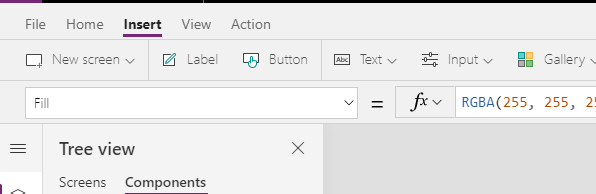 File Home Insert View Action
New screen Label Button Abc Text Input Gallery
Fill = fx RGBA(255, 255,
Tree view
Screens Components